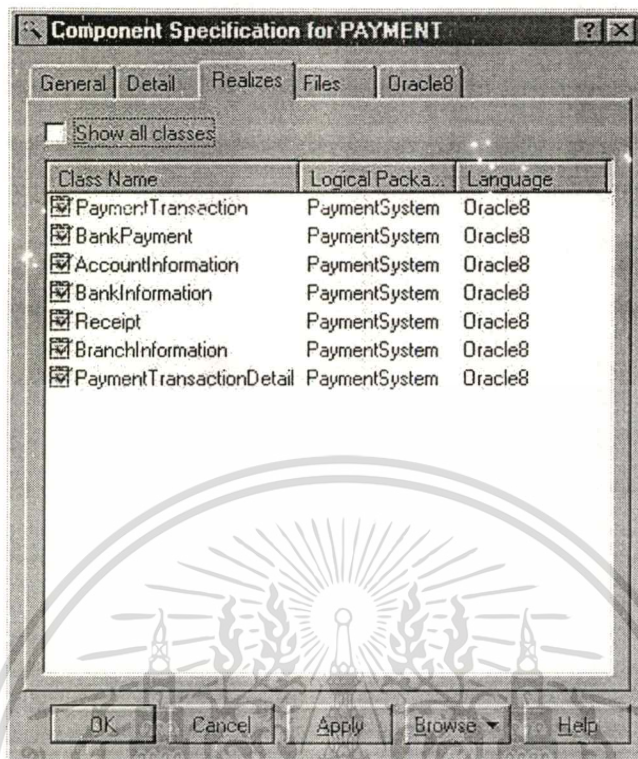 Component Specification for PAYMENT
General Detail Realizes Files Oracle8
Show all classes
Class Name Logical Packa... Language
PaymentTransaction PaymentSystem Oracle8
BankPayment PaymentSystem Oracle8
AccountInformation PaymentSystem Oracle8
BankInformation PaymentSystem Oracle8
Receipt PaymentSystem Oracle8
BranchInformation PaymentSystem Oracle8
PaymentTransactionDetail PaymentSystem Oracle8
OK Cancel Apply Browse Help